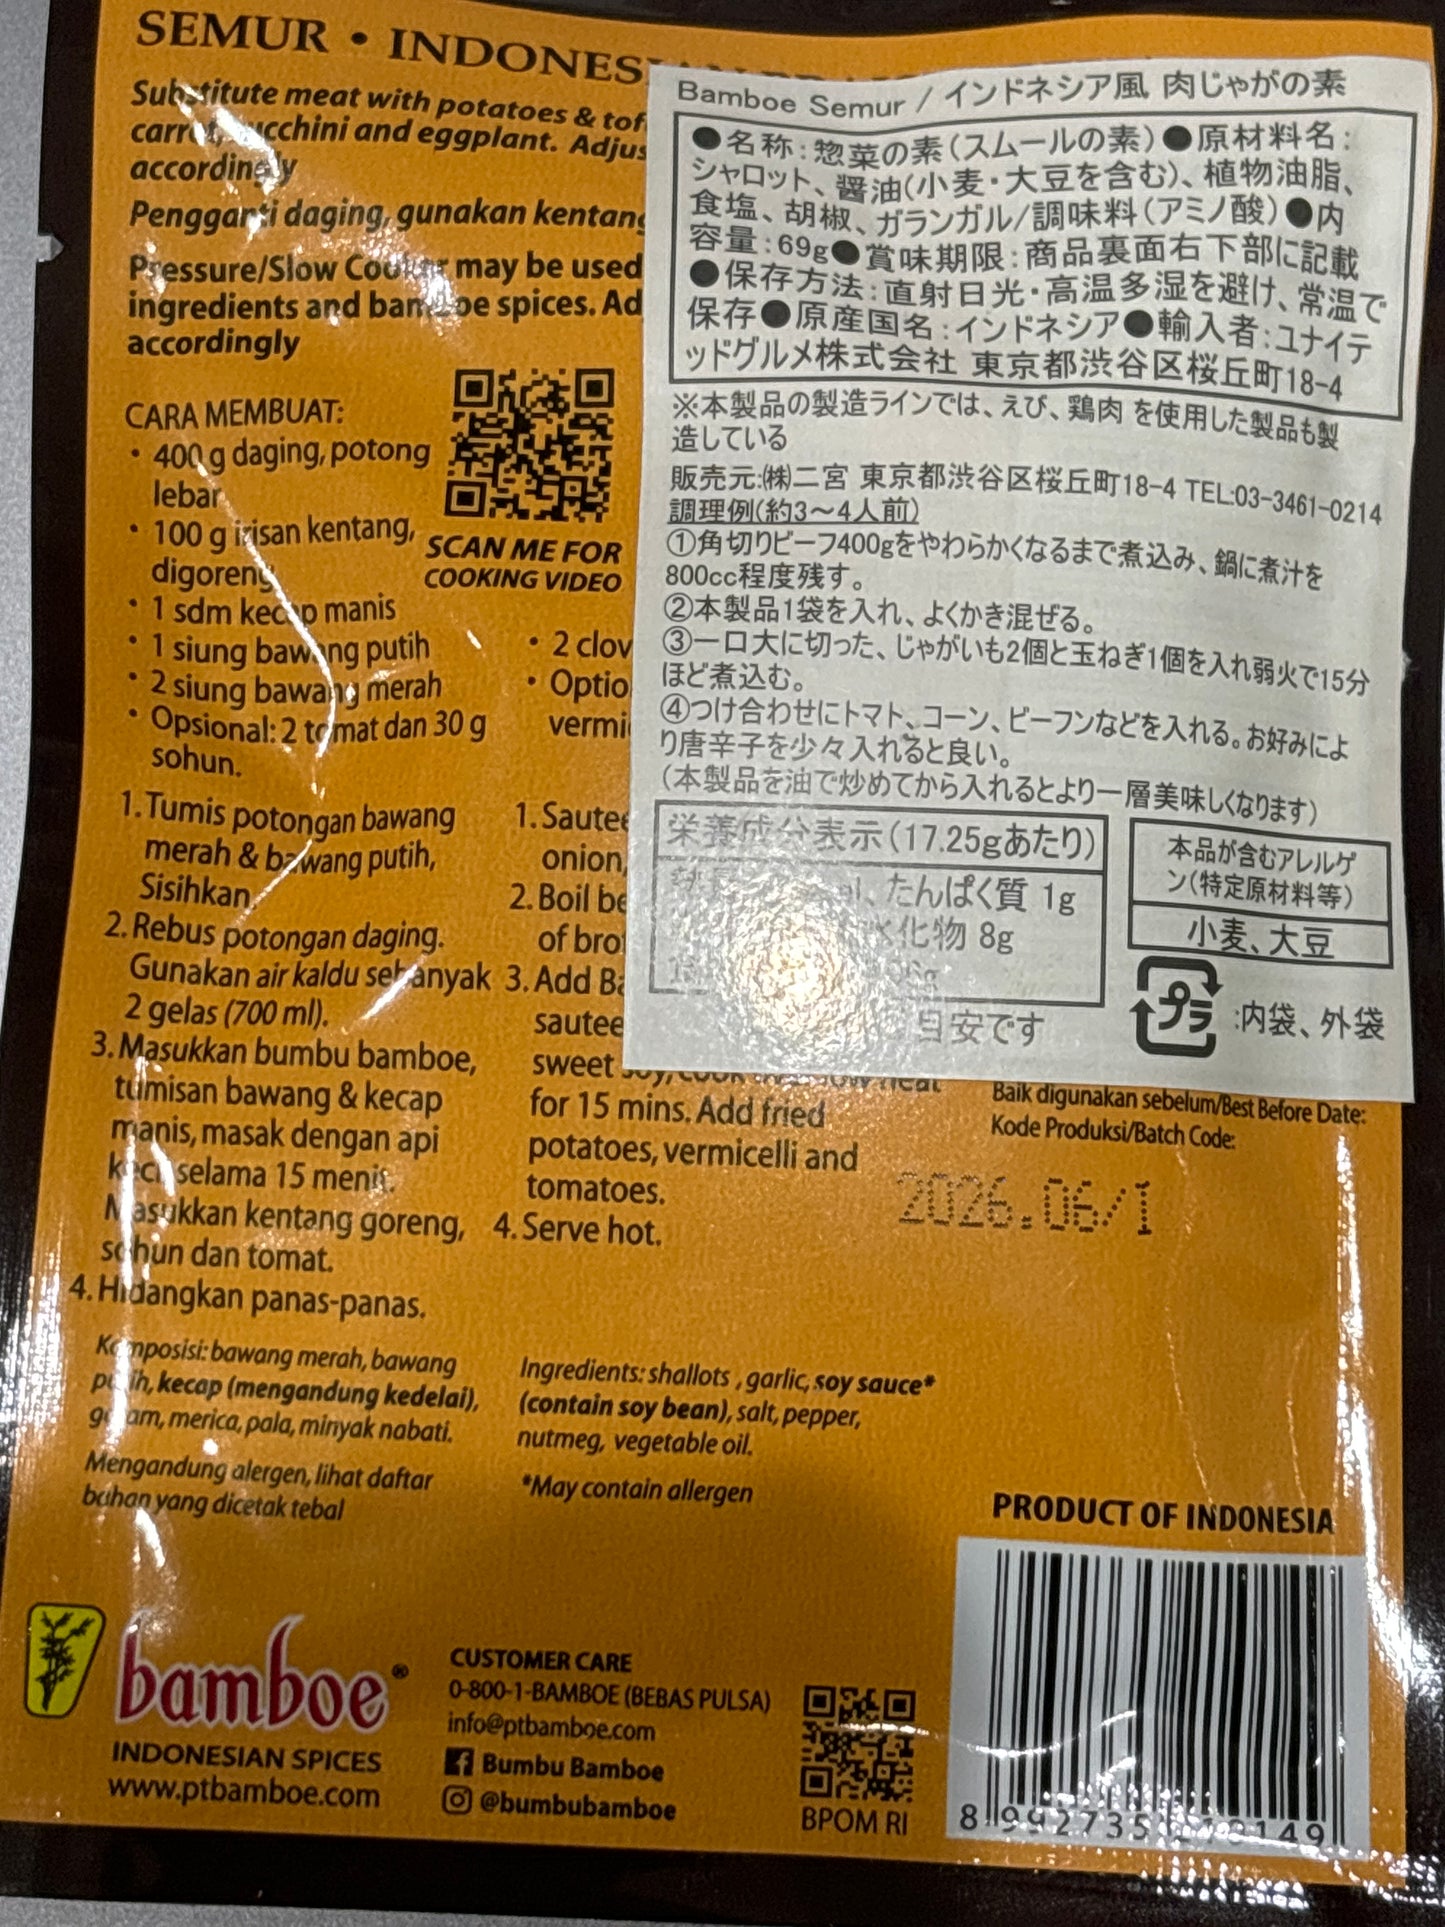 SEMUR • INDONES
Substitute meat with potatoes & tof
carrot, zucchini and eggplant. Adjus
accordingly
Pengganti daging, gunakan kentang
Pressure/Slow Cooker may be used
ingredients and bamboe spices. Ad
accordingly
CARA MEMBUAT:
• 400 g daging, potong
lebar
• 100 g irisan kentang,
digoreng
• 1 sdm kecap manis
• 1 siung bawang putih
• 2 siung bawang merah
• Opsional: 2 tomat dan 30 g
sohun.
SCAN ME FOR
COOKING VIDEO
• 2 clov
• Optio
vermi
1. Tumis potongan bawang
merah & bawang putih,
Sisihkan
2. Rebus potongan daging.
Gunakan air kaldu sebanyak
2 gelas (700 ml).
3. Masukkan bumbu bamboe,
tumisan bawang & kecap
manis, masak dengan api
kecil selama 15 menit.
Masukkan kentang goreng,
sohun dan tomat.
4. Hidangkan panas-panas.
1. Sautee
onion,
2. Boil be
of bro
3. Add Ba
sautee
sweet soy, cook over low heat
for 15 mins. Add fried
potatoes, vermicelli and
tomatoes.
4. Serve hot.
Komposisi: bawang merah, bawang
putih, kecap (mengandung kedelai),
garam, merica, pala, minyak nabati.
Mengandung alergen, lihat daftar
bahan yang dicetak tebal
Ingredients: shallots , garlic, soy sauce*
(contain soy bean), salt, pepper,
nutmeg, vegetable oil.
*May contain allergen
Bamboe Semur / インドネシア風 肉じゃがの素
●名称:惣菜の素(スムールの素)●原材料名:
シャロット、醤油(小麦・大豆を含む)、植物油脂、
食塩、胡椒、ガランガル/調味料(アミノ酸)●内
容量:69g●賞味期限:商品裏面右下部に記載
●保存方法:直射日光・高温多湿を避け、常温で
保存●原産国名:インドネシア●輸入者:ユナイテ
ッドグルメ株式会社 東京都渋谷区桜丘町18-4
※本製品の製造ラインでは、えび、鶏肉 を使用した製品も製
造している
販売元:㈱二宮 東京都渋谷区桜丘町18-4 TEL:03-3461-0214
調理例(約3～4人前)
①角切りビーフ400gをやわらかくなるまで煮込み、鍋に煮汁を
800cc程度残す。
②本製品1袋を入れ、よくかき混ぜる。
③一口大に切った、じゃがいも2個と玉ねぎ1個を入れ弱火で15分
ほど煮込む。
④つけ合わせにトマト、コーン、ビーフンなどを入れる。お好みによ
り唐辛子を少々入れると良い。
(本製品を油で炒めてから入れるとより一層美味しくなります)
栄養成分表示(17.25gあたり)
たんぱく質 1g
水化物 8g
目安です
本品が含むアレルゲ
ン(特定原材料等)
小麦、大豆
プラ :内袋、外袋
Baik digunakan sebelum/Best Before Date:
Kode Produksi/Batch Code:
2026.06/1
PRODUCT OF INDONESIA
bamboe®
INDONESIAN SPICES
www.ptbamboe.com
CUSTOMER CARE
0-800-1-BAMBOE (BEBAS PULSA)
info@ptbamboe.com
Bumbu Bamboe
@bumbubamboe
BPOM RI